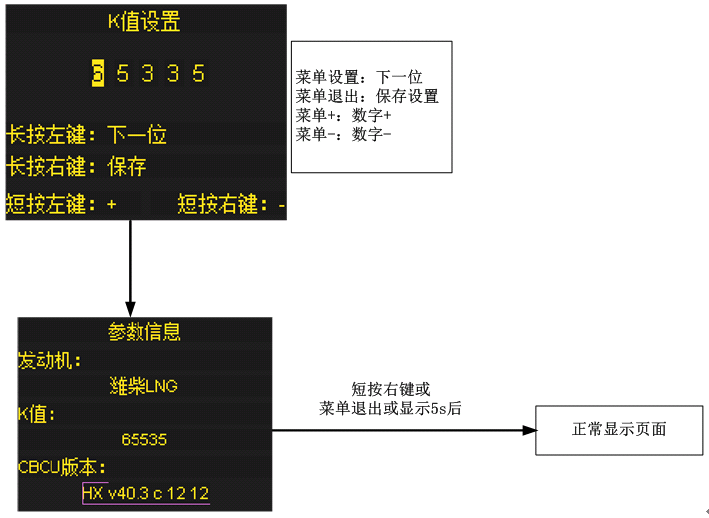 K值设置
6 5 3 3 5
长按左键：下一位
长按右键：保存
短按左键：+ 短按右键：-
菜单设置：下一位
菜单退出：保存设置
菜单+：数字+
菜单-：数字-
参数信息
发动机：
潍柴LNG
K值：
65535
CBCU版本：
HX v40.3 c 12 12
短按右键或
菜单退出或显示5s后
正常显示页面